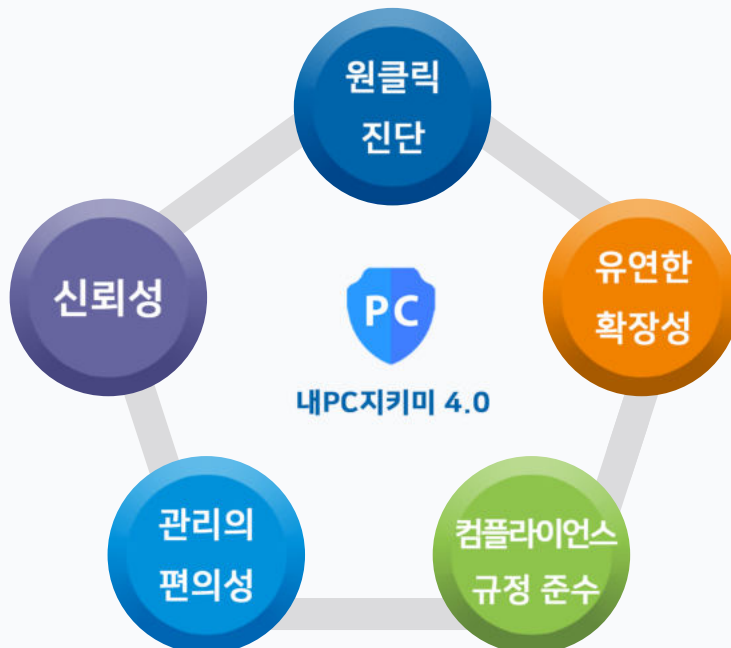 원클릭
진단
신뢰성
유연한
확장성
PC
내PC지키미 4.0
관리의
편의성
컴플라이언스
규정 준수